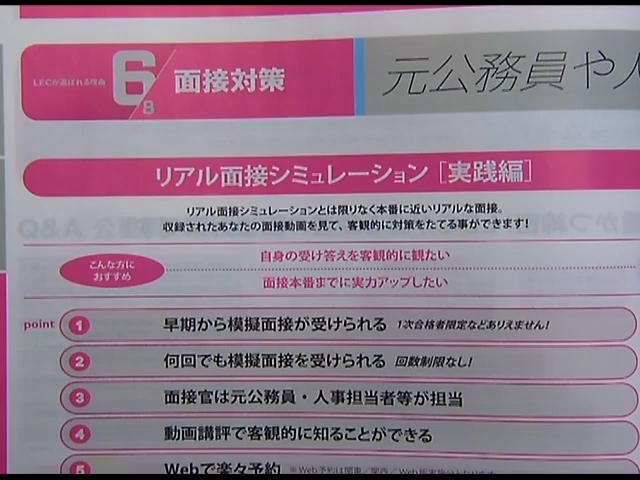 LECが選ばれる理由
6/8
面接対策
元公務員や人
リアル面接シミュレーション［実践編］
リアル面接シミュレーションとは限りなく本番に近いリアルな面接。
収録されたあなたの面接動画を見て、客観的に対策をたてる事ができます！
こんな方に
おすすめ
自身の受け答えを客観的に観たい
面接本番までに実力アップしたい
point
1 早期から模擬面接が受けられる 1次合格者限定などありえません！
2 何回でも模擬面接を受けられる 回数制限なし！
3 面接官は元公務員・人事担当者等が担当
4 動画講評で客観的に知ることができる
5 Webで楽々予約 ※Web予約は関東／関西／